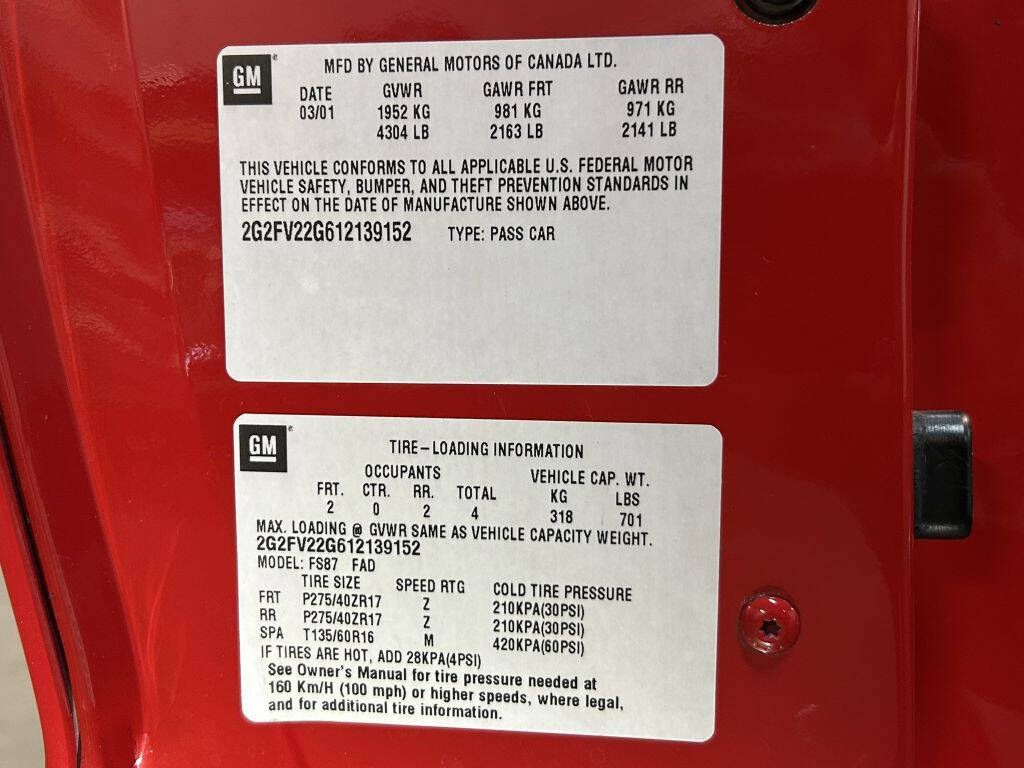 GM
MFD BY GENERAL MOTORS OF CANADA LTD.
DATE GVWR GAWR FRT GAWR RR
03/01 1952 KG 981 KG 971 KG
4304 LB 2163 LB 2141 LB
THIS VEHICLE CONFORMS TO ALL APPLICABLE U.S. FEDERAL MOTOR
VEHICLE SAFETY, BUMPER, AND THEFT PREVENTION STANDARDS IN
EFFECT ON THE DATE OF MANUFACTURE SHOWN ABOVE.
2G2FV22G612139152 TYPE: PASS CAR
GM
TIRE-LOADING INFORMATION
OCCUPANTS VEHICLE CAP. WT.
FRT. CTR. RR. TOTAL KG LBS
2 0 2 4 318 701
MAX. LOADING @ GVWR SAME AS VEHICLE CAPACITY WEIGHT.
2G2FV22G612139152
MODEL: FS87 FAD
TIRE SIZE SPEED RTG COLD TIRE PRESSURE
FRT P275/40ZR17 Z 210KPA(30PSI)
RR P275/40ZR17 Z 210KPA(30PSI)
SPA T135/60R16 M 420KPA(60PSI)
IF TIRES ARE HOT, ADD 28KPA(4PSI)
See Owner's Manual for tire pressure needed at
160 Km/H (100 mph) or higher speeds, where legal,
and for additional tire information.